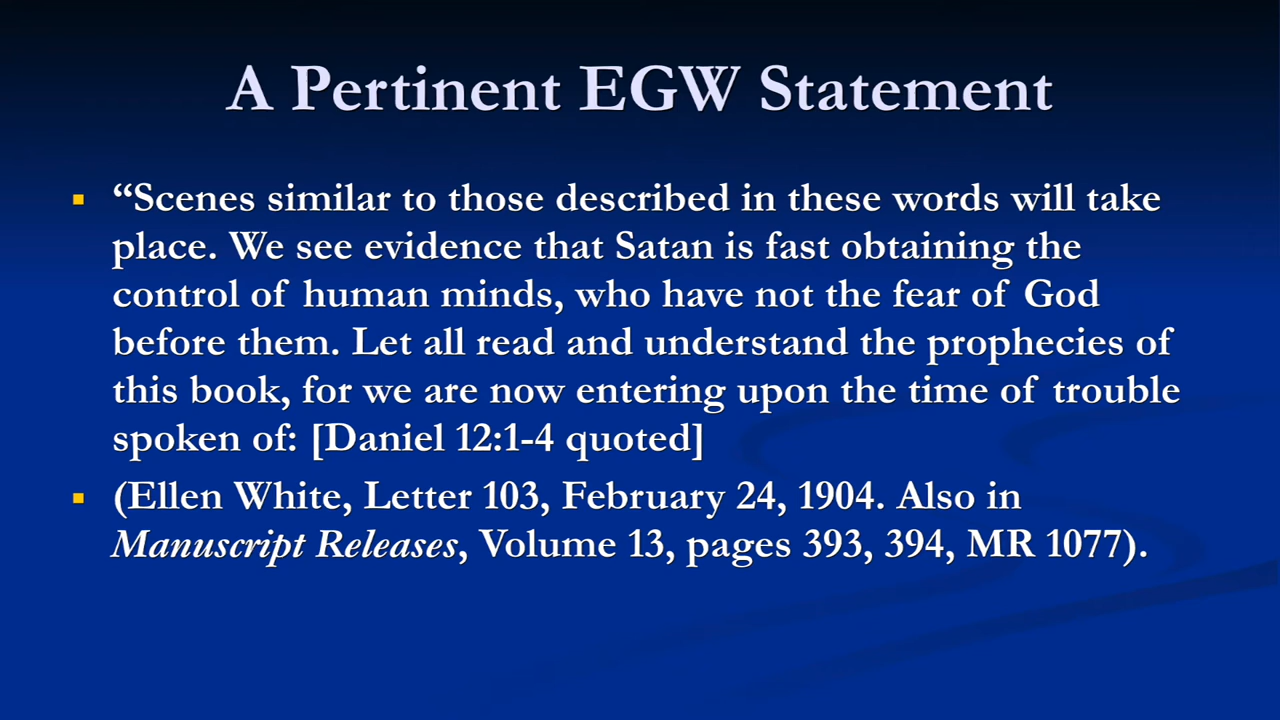 A Pertinent EGW Statement
“Scenes similar to those described in these words will take
place. We see evidence that Satan is fast obtaining the
control of human minds, who have not the fear of God
before them. Let all read and understand the prophecies of
this book, for we are now entering upon the time of trouble
spoken of: [Daniel 12:1-4 quoted]
(Ellen White, Letter 103, February 24, 1904. Also in
Manuscript Releases, Volume 13, pages 393, 394, MR 1077).